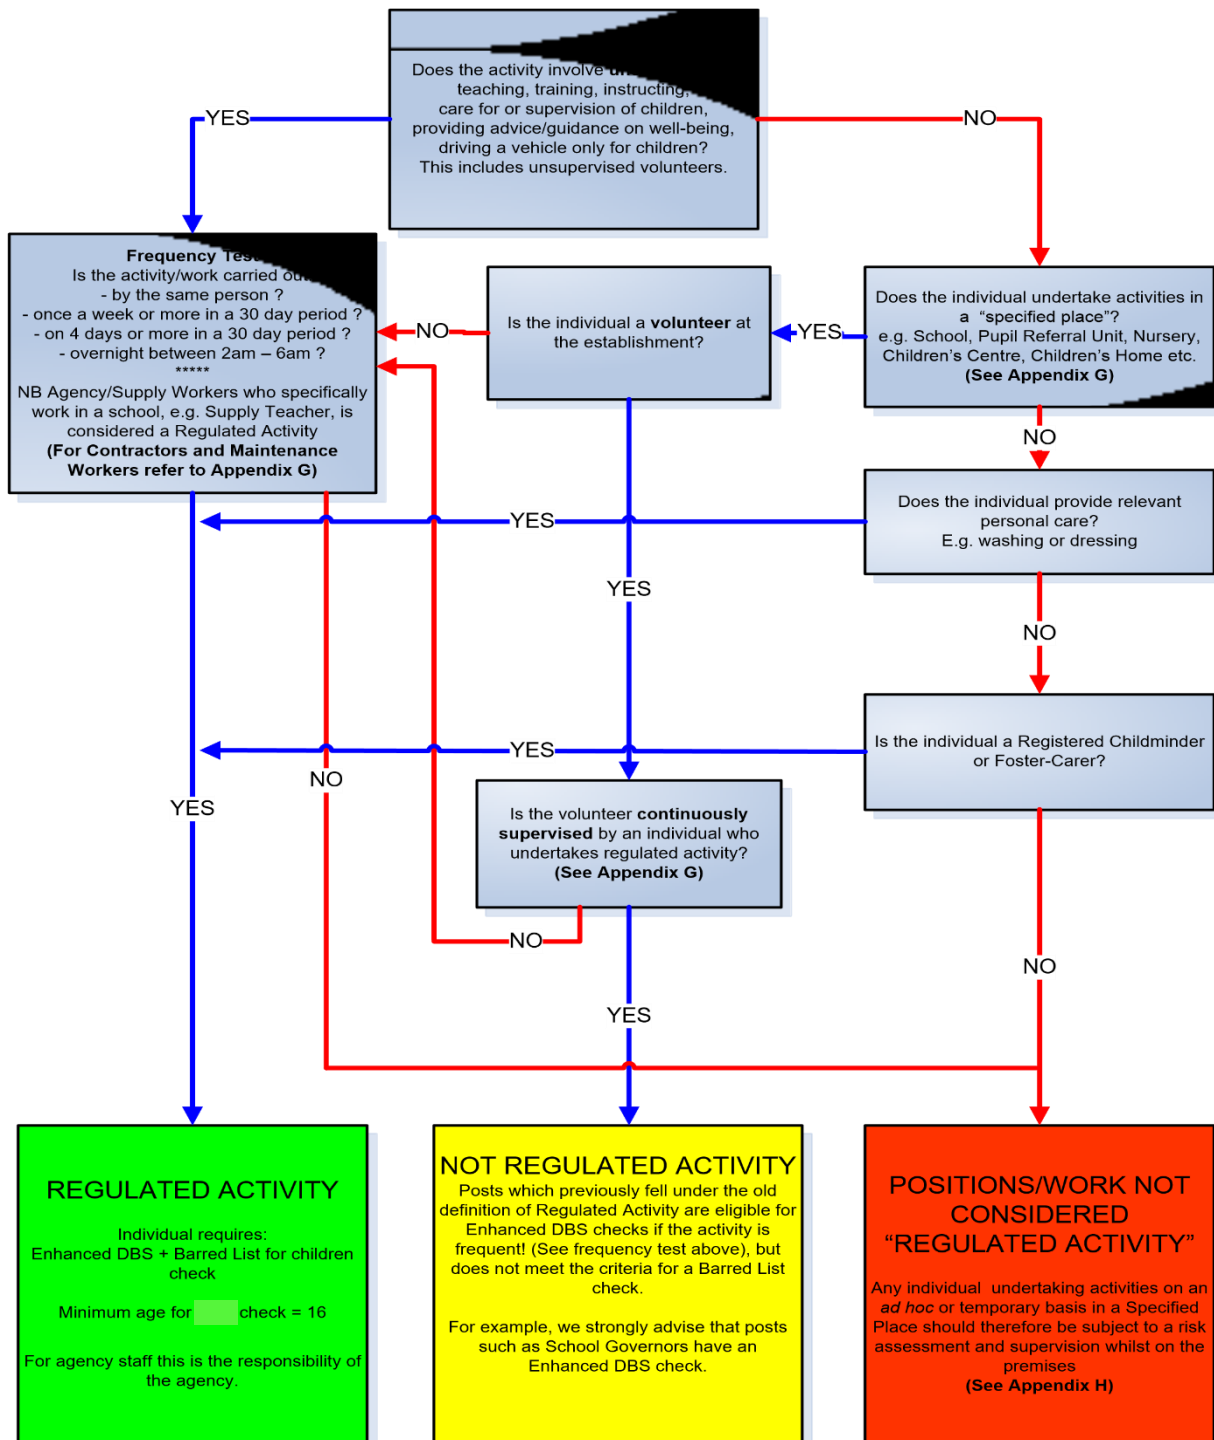 Does the activity involve
teaching, training, instructing,
care for or supervision of children,
providing advice/guidance on well-being,
driving a vehicle only for children?
This includes unsupervised volunteers.
YES
NO
Frequency Test
Is the activity/work carried out
- by the same person ?
- once a week or more in a 30 day period ?
- on 4 days or more in a 30 day period ?
- overnight between 2am – 6am ?
*****
NB Agency/Supply Workers who specifically
work in a school, e.g. Supply Teacher, is
considered a Regulated Activity
(For Contractors and Maintenance
Workers refer to Appendix G)
NO
Is the individual a volunteer at
the establishment?
YES
Does the individual undertake activities in
a “specified place”?
e.g. School, Pupil Referral Unit, Nursery,
Children’s Centre, Children’s Home etc.
(See Appendix G)
NO
YES
Does the individual provide relevant
personal care?
E.g. washing or dressing
YES
NO
YES
Is the individual a Registered Childminder
or Foster-Carer?
NO
YES
Is the volunteer continuously
supervised by an individual who
undertakes regulated activity?
(See Appendix G)
NO
NO
YES
REGULATED ACTIVITY
Individual requires:
Enhanced DBS + Barred List for children
check
Minimum age for check = 16
For agency staff this is the responsibility of
the agency.
NOT REGULATED ACTIVITY
Posts which previously fell under the old
definition of Regulated Activity are eligible for
Enhanced DBS checks if the activity is
frequent! (See frequency test above), but
does not meet the criteria for a Barred List
check.
For example, we strongly advise that posts
such as School Governors have an
Enhanced DBS check.
POSITIONS/WORK NOT
CONSIDERED
“REGULATED ACTIVITY”
Any individual undertaking activities on an
ad hoc or temporary basis in a Specified
Place should therefore be subject to a risk
assessment and supervision whilst on the
premises
(See Appendix H)